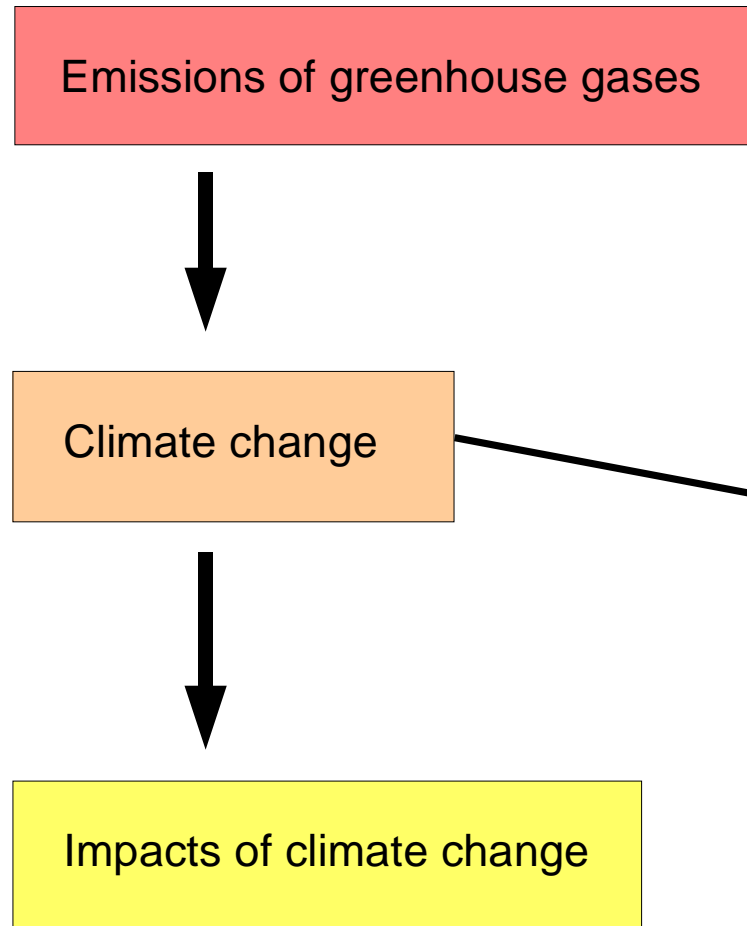 Emissions of greenhouse gases
Climate change
Impacts of climate change